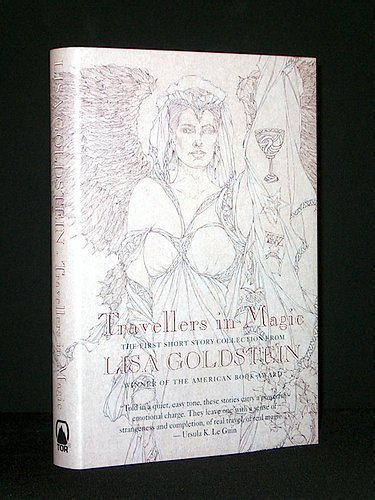 LISA GOLDSTEIN · Travellers in Magic
TOR
Travellers in Magic
THE FIRST SHORT STORY COLLECTION FROM
LISA GOLDSTEIN
WINNER OF THE AMERICAN BOOK AWARD
"Told in a quiet, easy tone, these stories carry a powerful
emotional charge. They leave one with a sense of
strangeness and completion, of real travel, of real magic."
— Ursula K. Le Guin